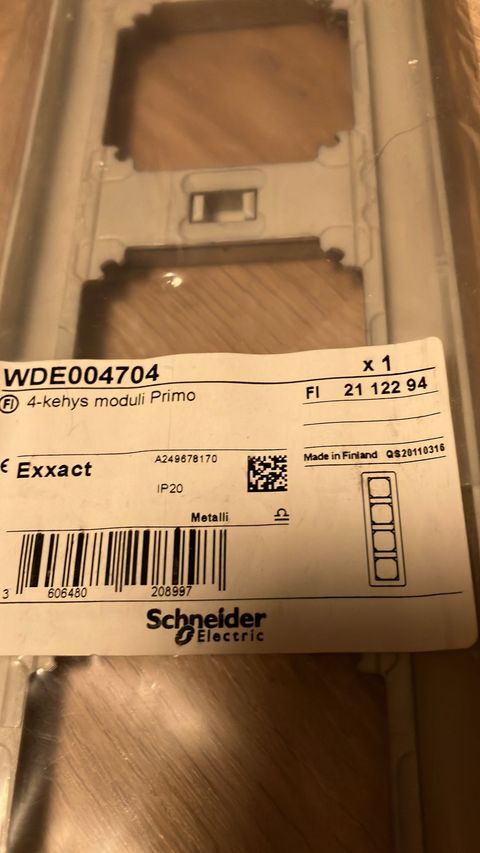 WDE004704
x 1
FI 4-kehys moduli Primo
FI 21 122 94
CE Exxact
A249678170
Made in Finland QS20110316
IP20
Metalli
3 606480 208997
Schneider
Electric